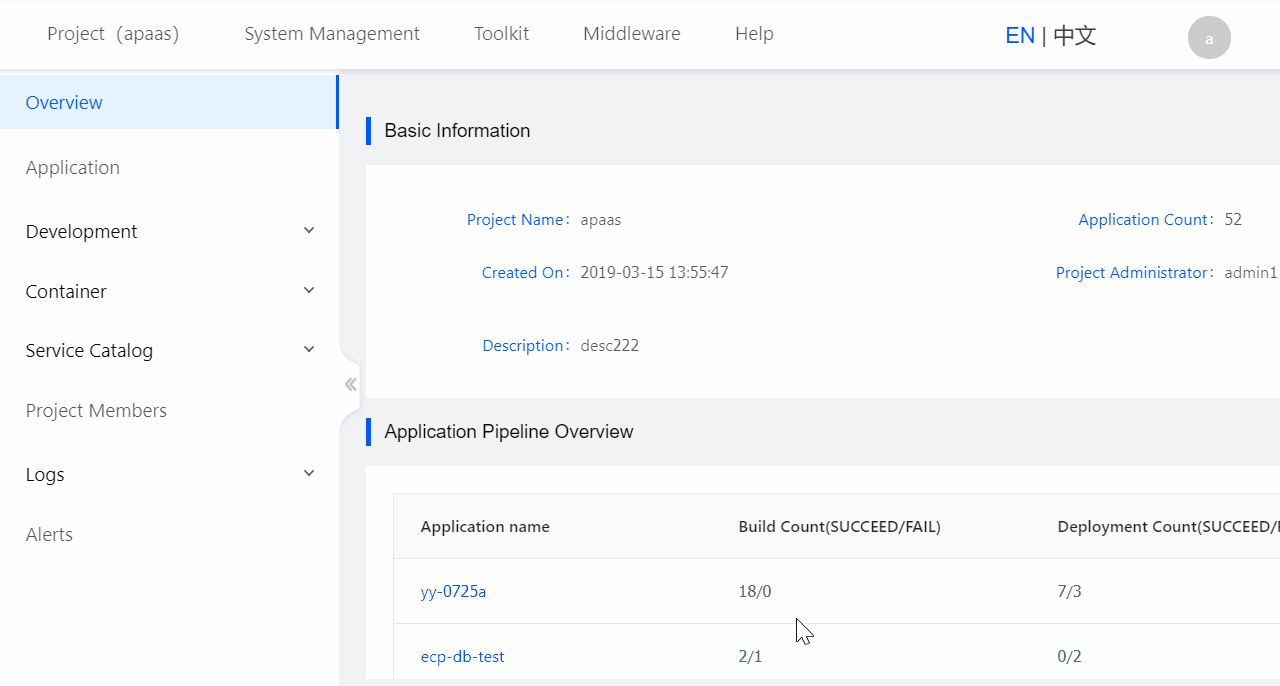 Project（apaas） System Management Toolkit Middleware Help EN | 中文 a
Overview
Application
Development
Container
Service Catalog
Project Members
Logs
Alerts
Basic Information
Project Name： apaas Application Count： 52
Created On： 2019-03-15 13:55:47 Project Administrator： admin1
Description： desc222
Application Pipeline Overview
Application name Build Count(SUCCEED/FAIL) Deployment Count(SUCCEED/
yy-0725a 18/0 7/3
ecp-db-test 2/1 0/2